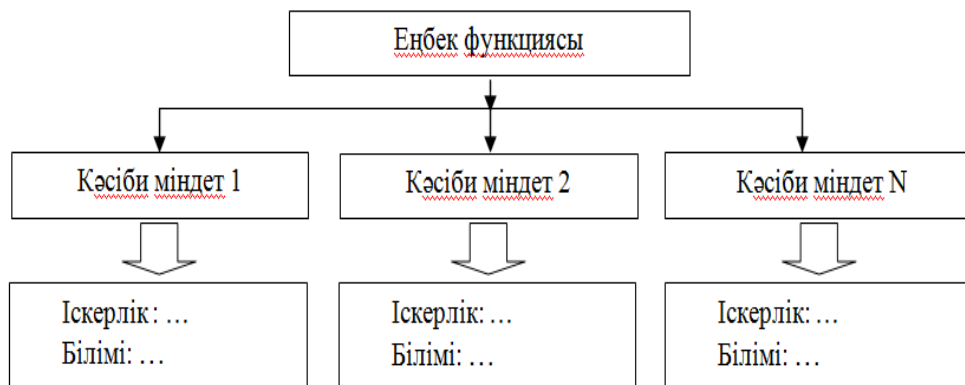 Еңбек функциясы
Кәсіби міндет 1
Кәсіби міндет 2
Кәсіби міндет N
Іскерлік: …
Білімі: …
Іскерлік: …
Білімі: …
Іскерлік: …
Білімі: …